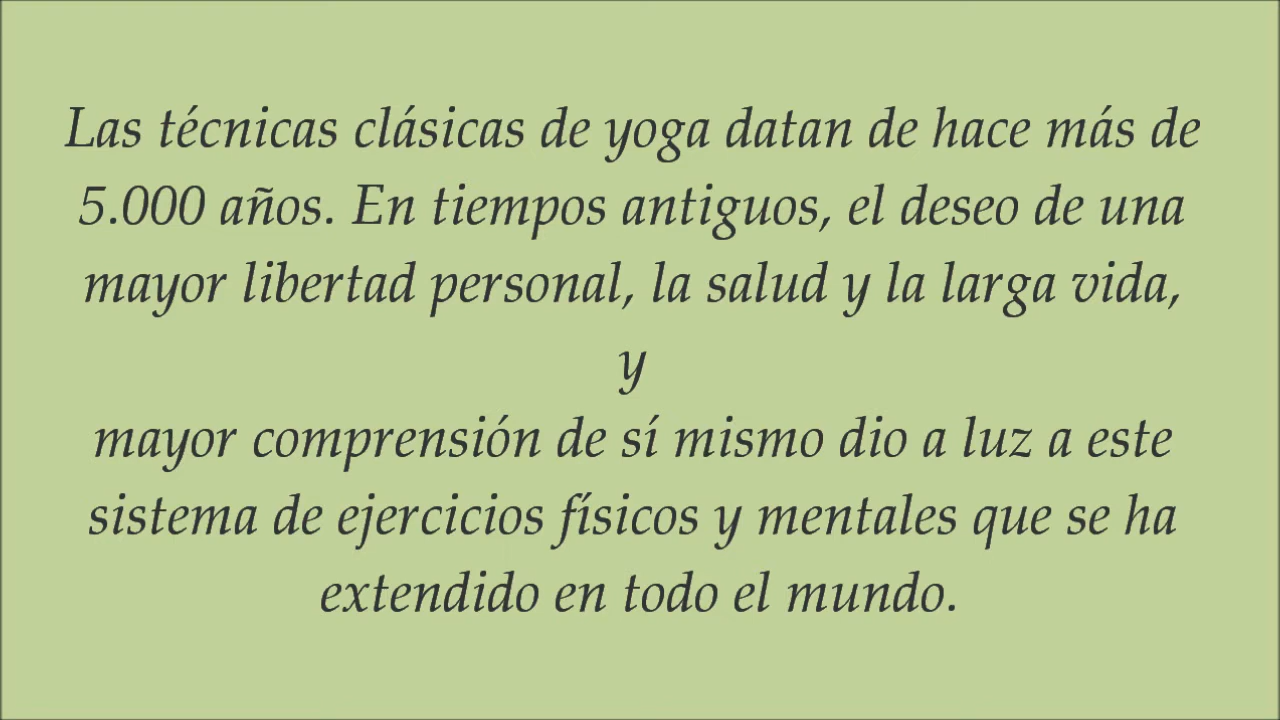 Las técnicas clásicas de yoga datan de hace más de
5.000 años. En tiempos antiguos, el deseo de una
mayor libertad personal, la salud y la larga vida,
y
mayor comprensión de sí mismo dio a luz a este
sistema de ejercicios físicos y mentales que se ha
extendido en todo el mundo.